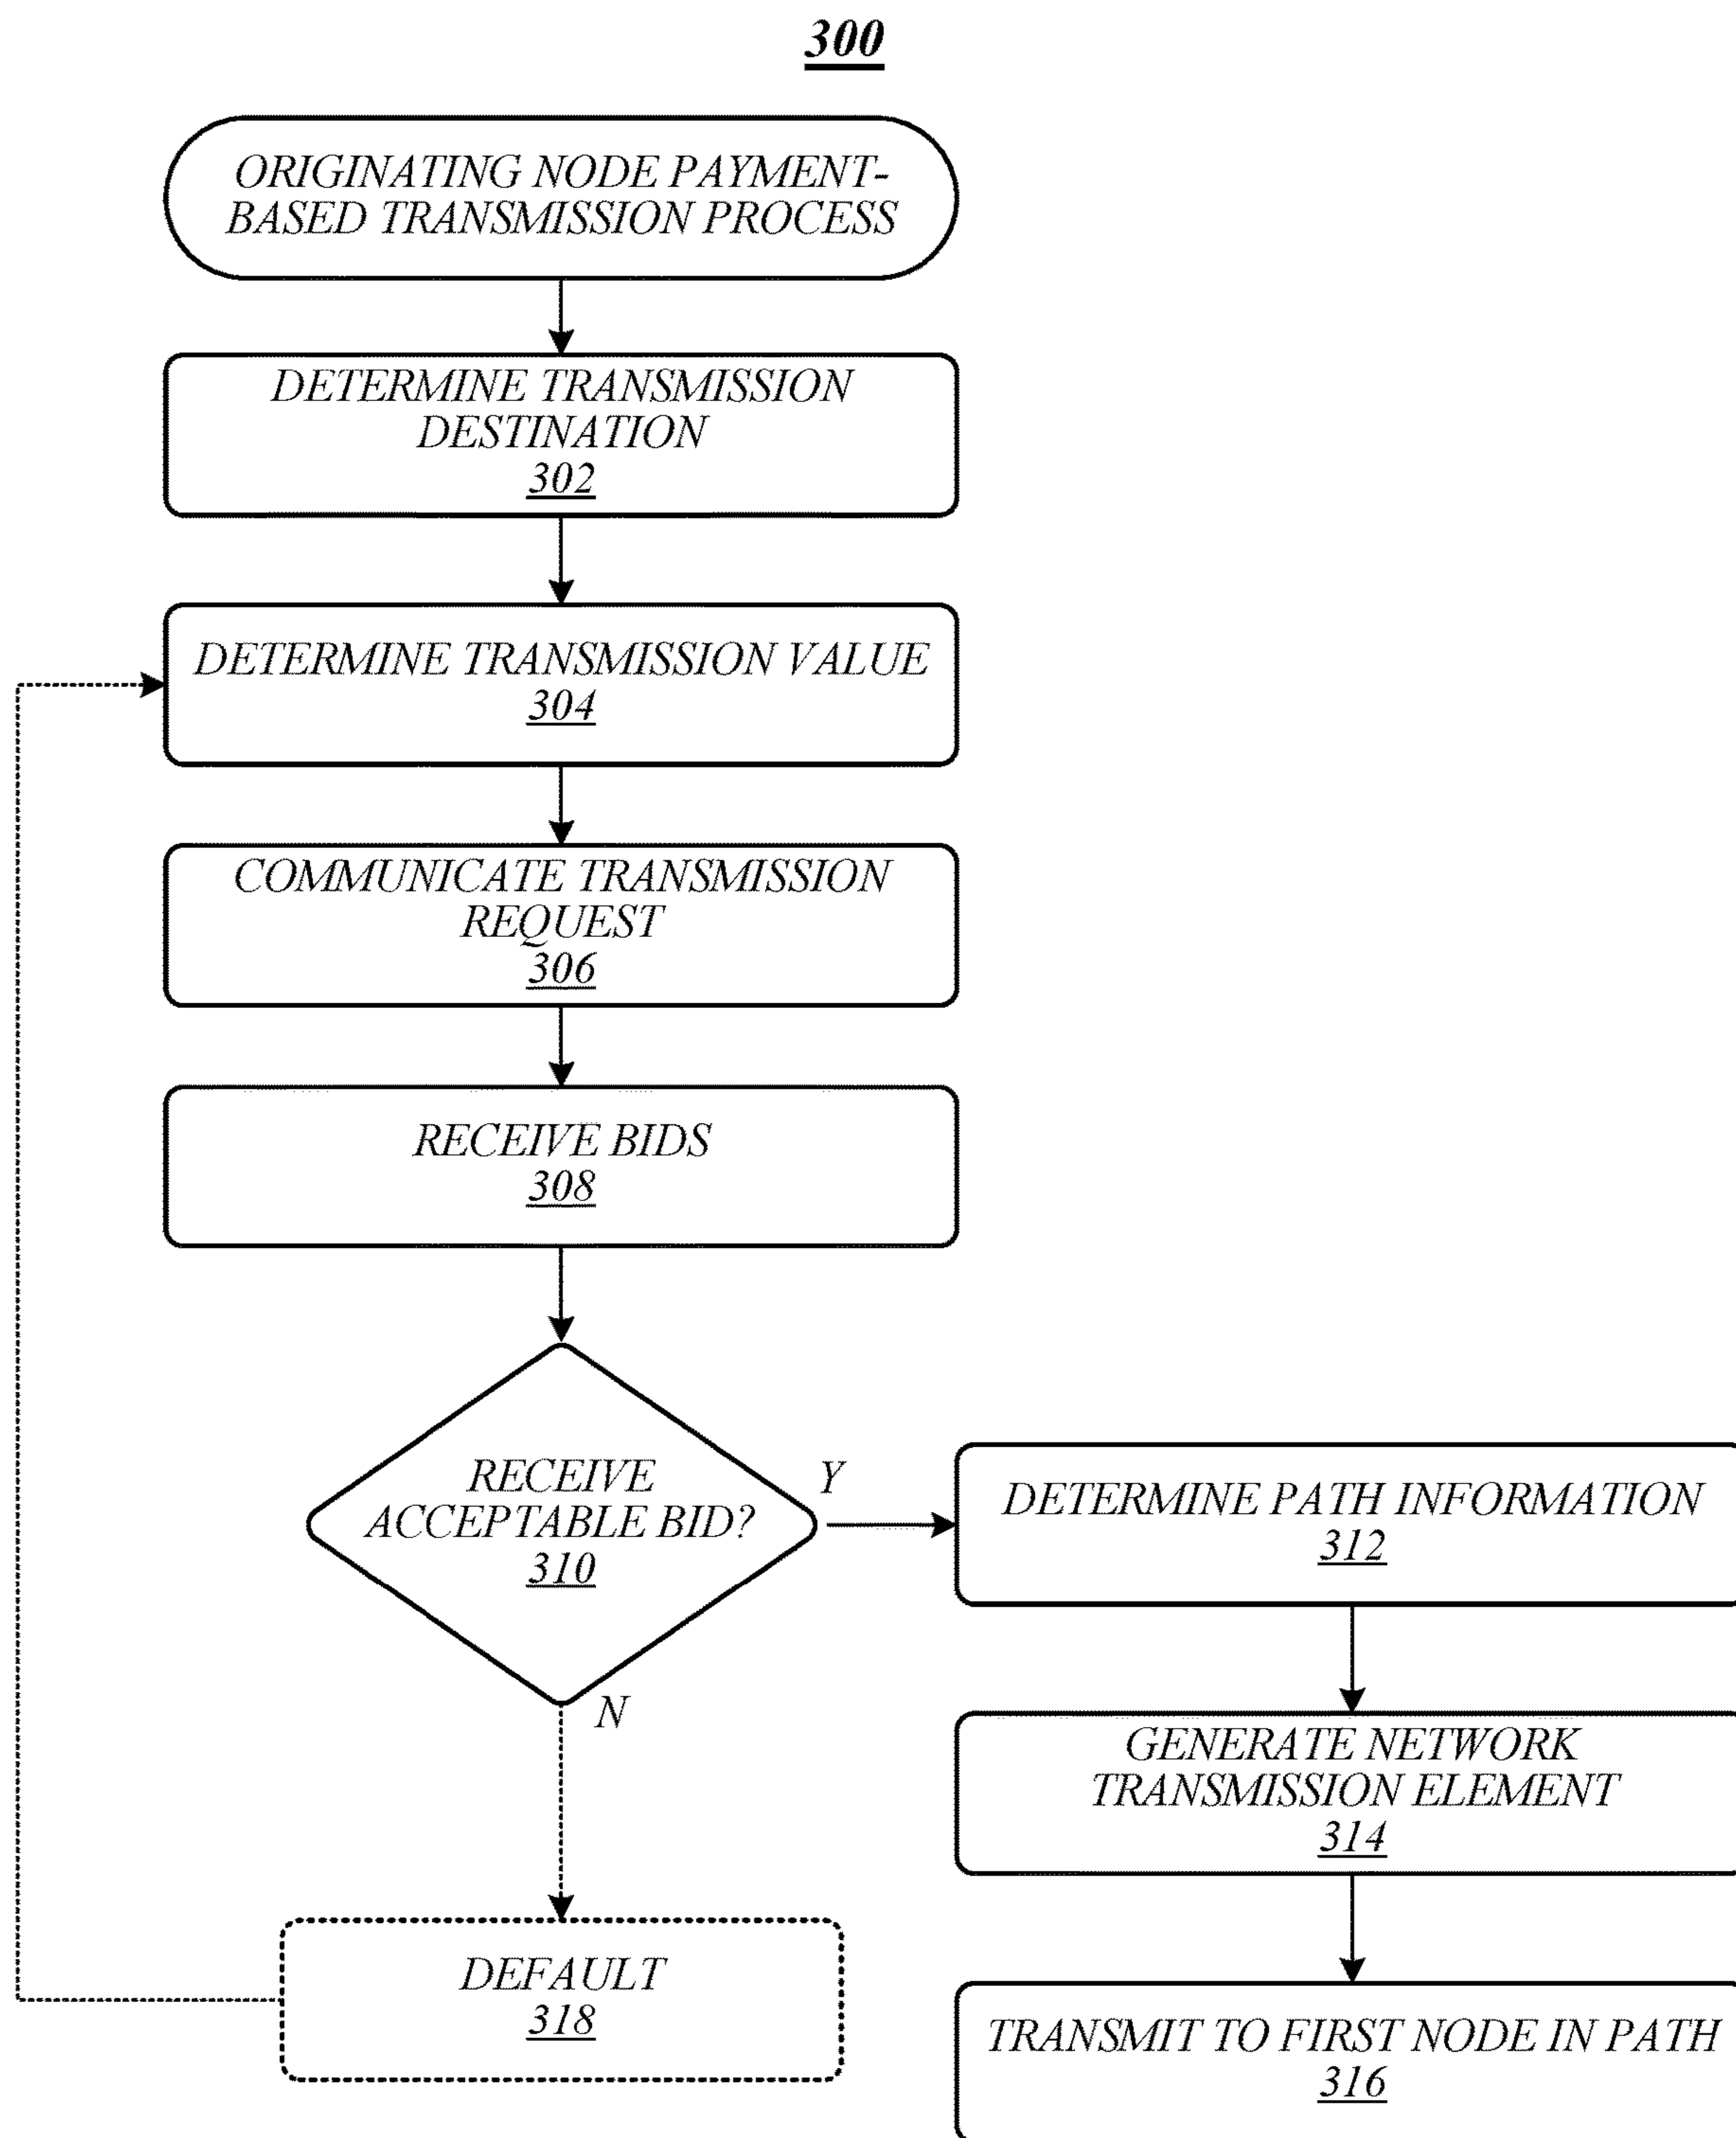 300
ORIGINATING NODE PAYMENT-
BASED TRANSMISSION PROCESS
DETERMINE TRANSMISSION
DESTINATION
302
DETERMINE TRANSMISSION VALUE
304
COMMUNICATE TRANSMISSION
REQUEST
306
RECEIVE BIDS
308
RECEIVE
ACCEPTABLE BID?
310
Y
N
DETERMINE PATH INFORMATION
312
GENERATE NETWORK
TRANSMISSION ELEMENT
314
TRANSMIT TO FIRST NODE IN PATH
316
DEFAULT
318